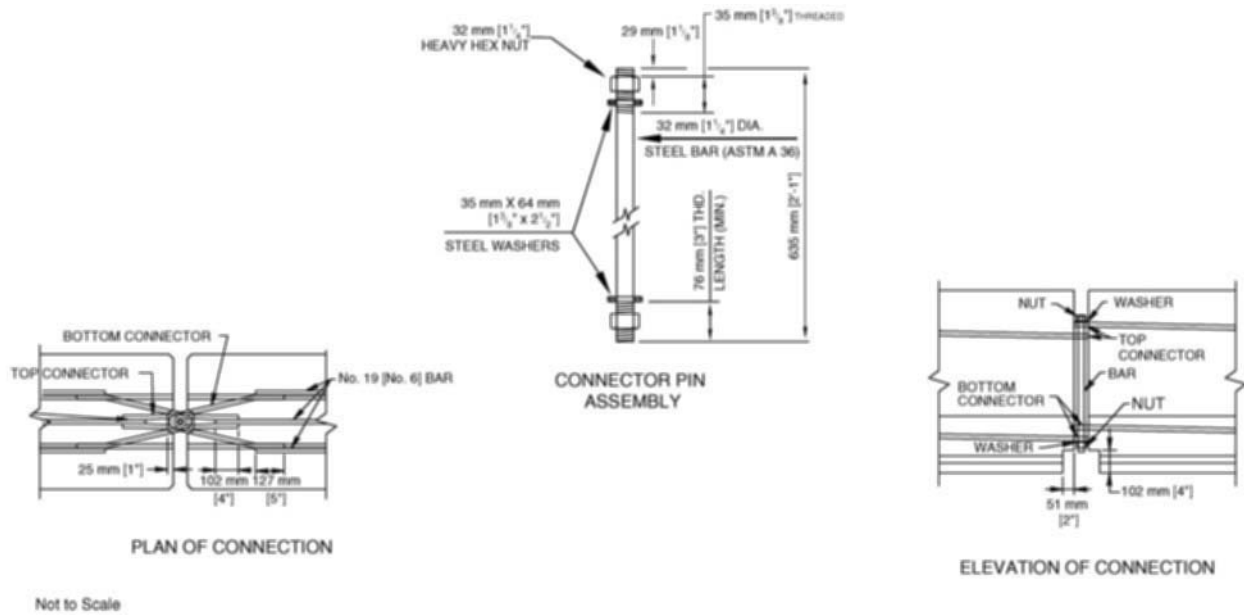 35 mm [1³/₈"] THREADED
32 mm [1¹/₄"]
HEAVY HEX NUT
29 mm [1¹/₈"]
32 mm [1¹/₄"] DIA.
STEEL BAR (ASTM A 36)
635 mm [2'-1"]
35 mm X 64 mm
[1³/₈" x 2¹/₂"]
STEEL WASHERS
76 mm [3"] THD.
LENGTH (MIN.)
CONNECTOR PIN
ASSEMBLY
BOTTOM CONNECTOR
TOP CONNECTOR
No. 19 [No. 6] BAR
25 mm [1"]
102 mm
[4"]
127 mm
[5"]
PLAN OF CONNECTION
Not to Scale
NUT
WASHER
TOP
CONNECTOR
BAR
BOTTOM
CONNECTOR
NUT
WASHER
102 mm [4"]
51 mm
[2"]
ELEVATION OF CONNECTION